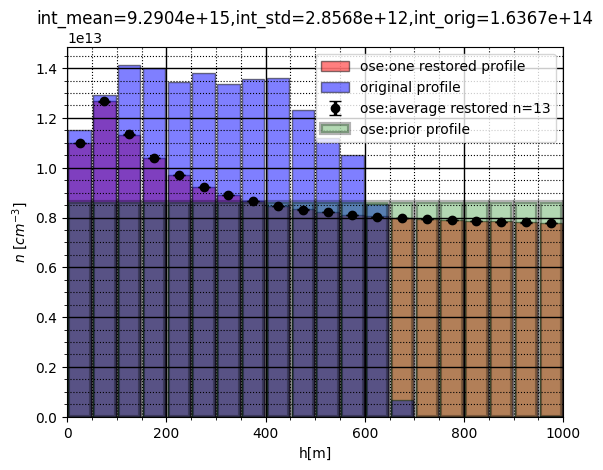 int_mean=9.2904e+15,int_std=2.8568e+12,int_orig=1.6367e+14
1e13
ose:one restored profile
original profile
ose:average restored n=13
ose:prior profile
1.4
1.2
1.0
0.8
0.6
0.4
0.2
0.0
n [cm⁻³]
0 200 400 600 800 1000
h[m]